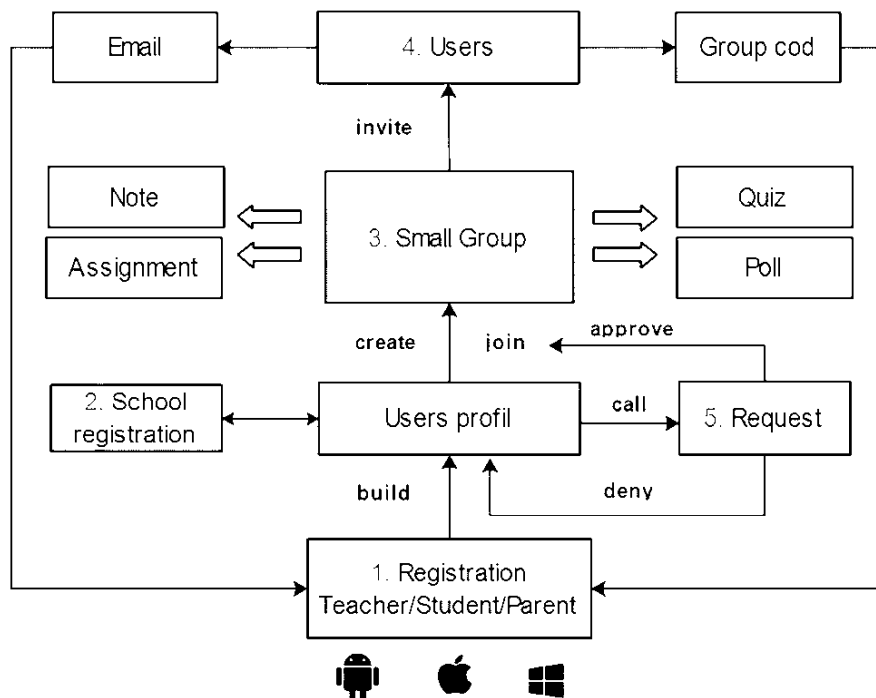 Email
4. Users
Group cod
invite
Note
3. Small Group
Quiz
Assignment
Poll
create
join
approve
2. School
registration
Users profil
call
5. Request
build
deny
1. Registration
Teacher/Student/Parent